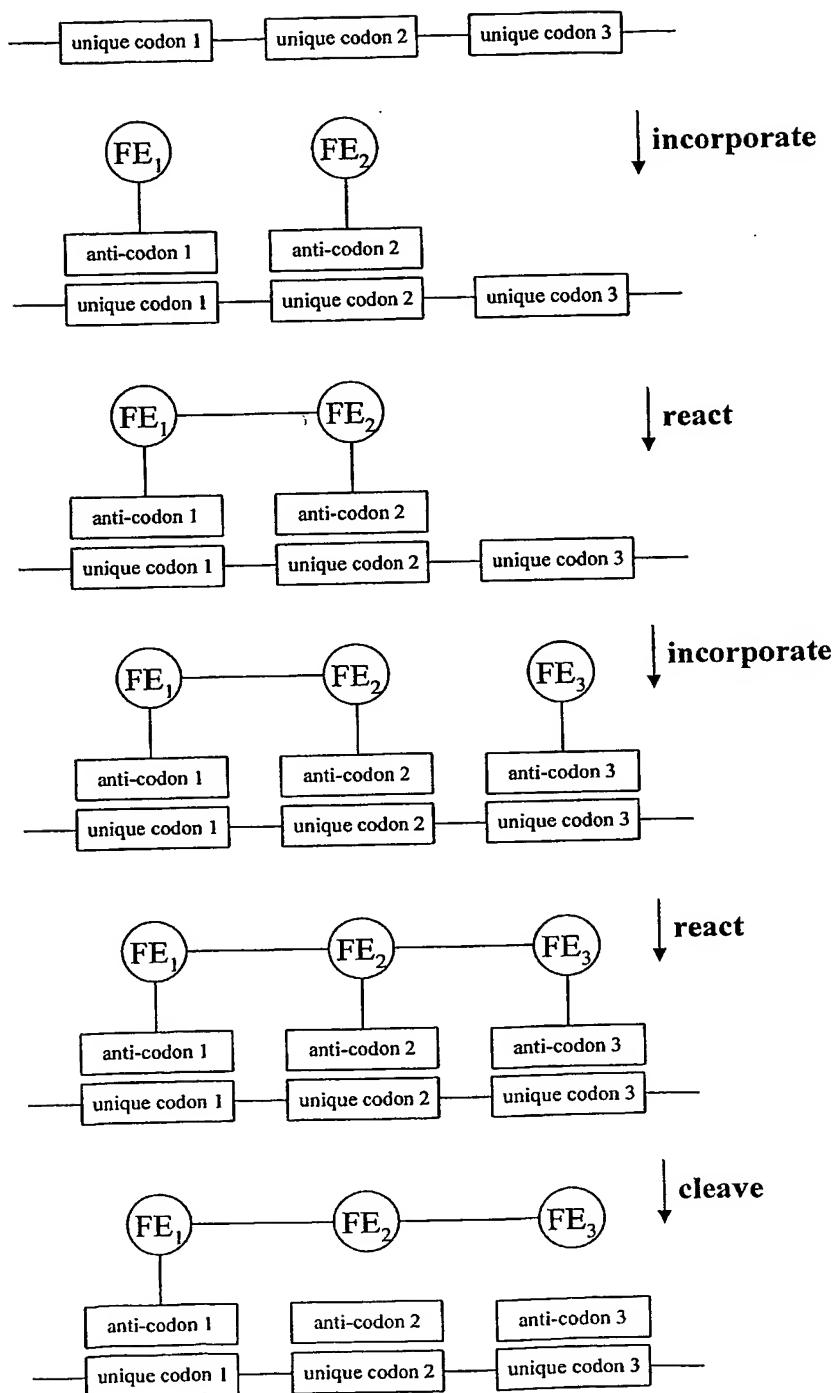 unique codon 1 unique codon 2 unique codon 3
incorporate
FE1 FE2
anti-codon 1 anti-codon 2
unique codon 1 unique codon 2 unique codon 3
react
FE1 FE2
anti-codon 1 anti-codon 2
unique codon 1 unique codon 2 unique codon 3
incorporate
FE1 FE2 FE3
anti-codon 1 anti-codon 2 anti-codon 3
unique codon 1 unique codon 2 unique codon 3
react
FE1 FE2 FE3
anti-codon 1 anti-codon 2 anti-codon 3
unique codon 1 unique codon 2 unique codon 3
cleave
FE1 FE2 FE3
anti-codon 1 anti-codon 2 anti-codon 3
unique codon 1 unique codon 2 unique codon 3